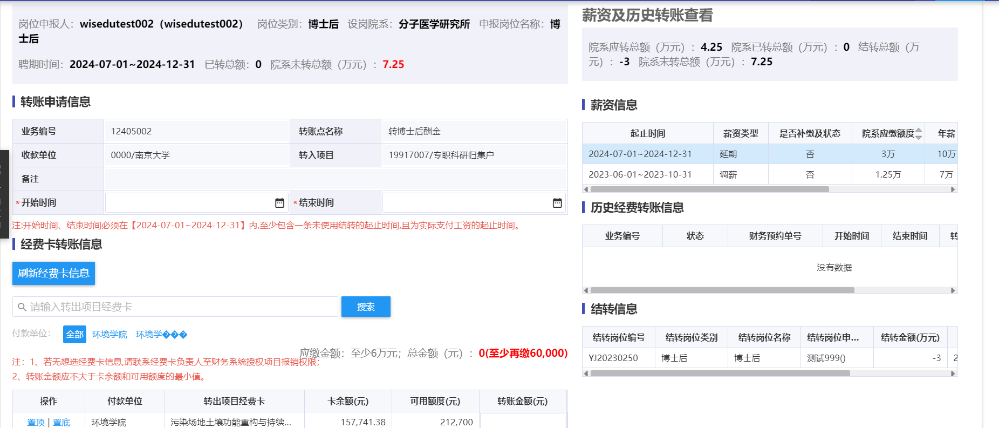 岗位申报人：wisedutest002（wisedutest002） 岗位类别：博士后 设岗院系：分子医学研究所 申报岗位名称：博
士后
聘期时间：2024-07-01~2024-12-31 已转总额：0 院系未转总额（万元）：7.25
转账申请信息
业务编号 12405002 转账点名称 转博士后酬金
收款单位 0000/南京大学 转入项目 19917007/专职科研归集户
备注
*开始时间 *结束时间
注:开始时间、结束时间必须在【2024-07-01~2024-12-31】内,至少包含一条未使用结转的起止时间,且为实际支付工资的起止时间。
经费卡转账信息
刷新经费卡信息
请输入转出项目经费卡 搜索
付款单位： 全部 环境学院 环境学���
应缴金额：至少6万元；总金额（元）：0(至少再缴60,000)
注：1、若无想选经费卡信息,请联系经费卡负责人至财务系统授权项目报销权限；
2、转账金额应不大于卡余额和可用额度的最小值。
操作 付款单位 转出项目经费卡 卡余额(元) 可用额度(元) 转账金额(元)
置顶 | 置底 环境学院 污染场地土壤功能重构与持续... 157,741.38 212,700
薪资及历史转账查看
院系应转总额（万元）：4.25 院系已转总额（万元）：0 结转总额（万
元）：-3 院系未转总额（万元）：7.25
薪资信息
起止时间 薪资类型 是否补缴及状态 院系应缴额度 年薪
2024-07-01~2024-12-31 延期 否 3万 10万
2023-06-01~2023-10-31 调薪 否 1.25万 7万
历史经费转账信息
业务编号 状态 财务预约单号 开始时间 结束时间 转
没有数据
结转信息
结转岗位编号 结转岗位类别 结转岗位名称 结转岗位申... 结转金额(万元)
YJ20230250 博士后 博士后 测试999() -3 2